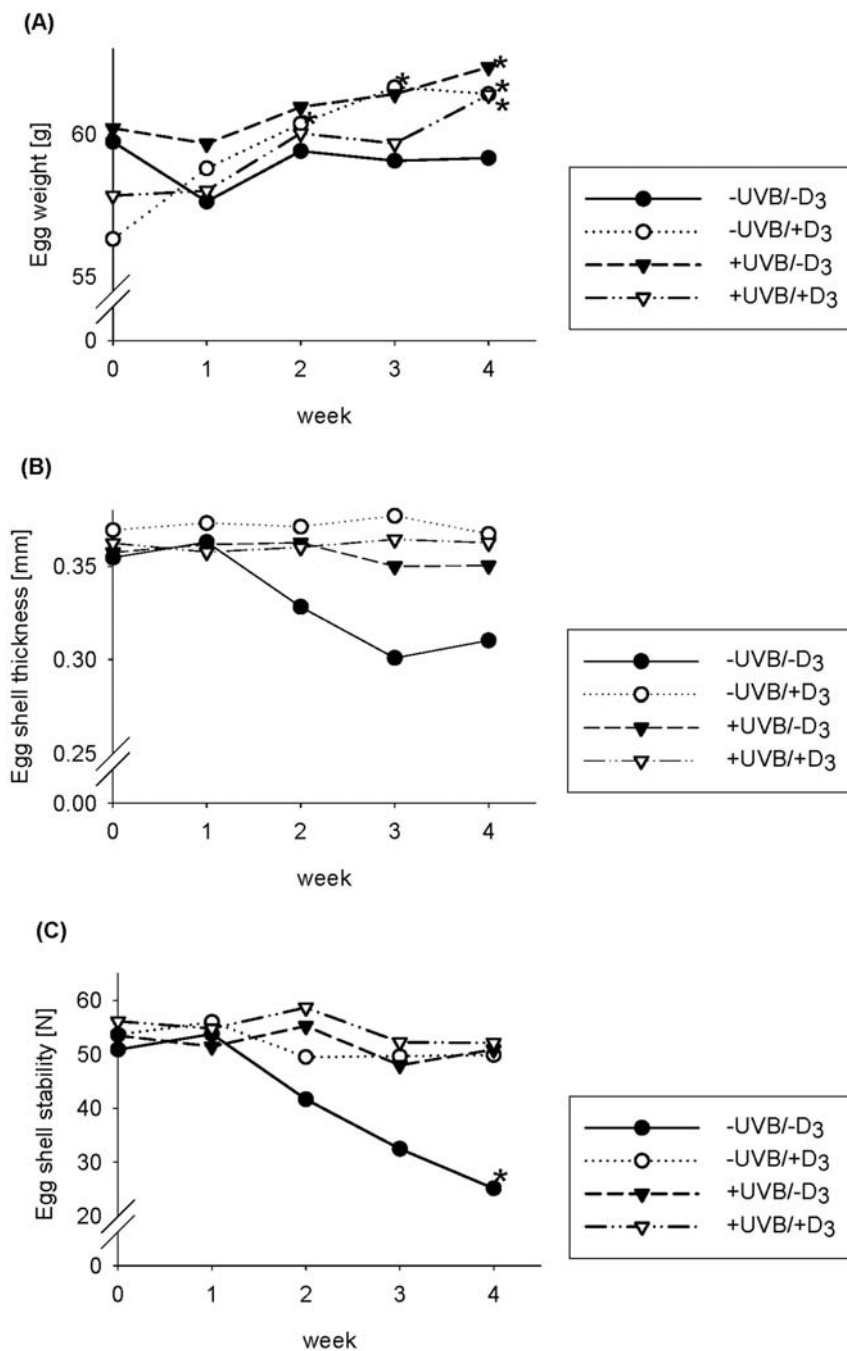 (A)
Egg weight [g]
60
55
0
0 1 2 3 4
week
-UVB/-D3
-UVB/+D3
+UVB/-D3
+UVB/+D3
* * * * *
(B)
Egg shell thickness [mm]
0.35
0.30
0.25
0.00
0 1 2 3 4
week
-UVB/-D3
-UVB/+D3
+UVB/-D3
+UVB/+D3
(C)
Egg shell stability [N]
60
50
40
30
20
0
0 1 2 3 4
week
-UVB/-D3
-UVB/+D3
+UVB/-D3
+UVB/+D3
*